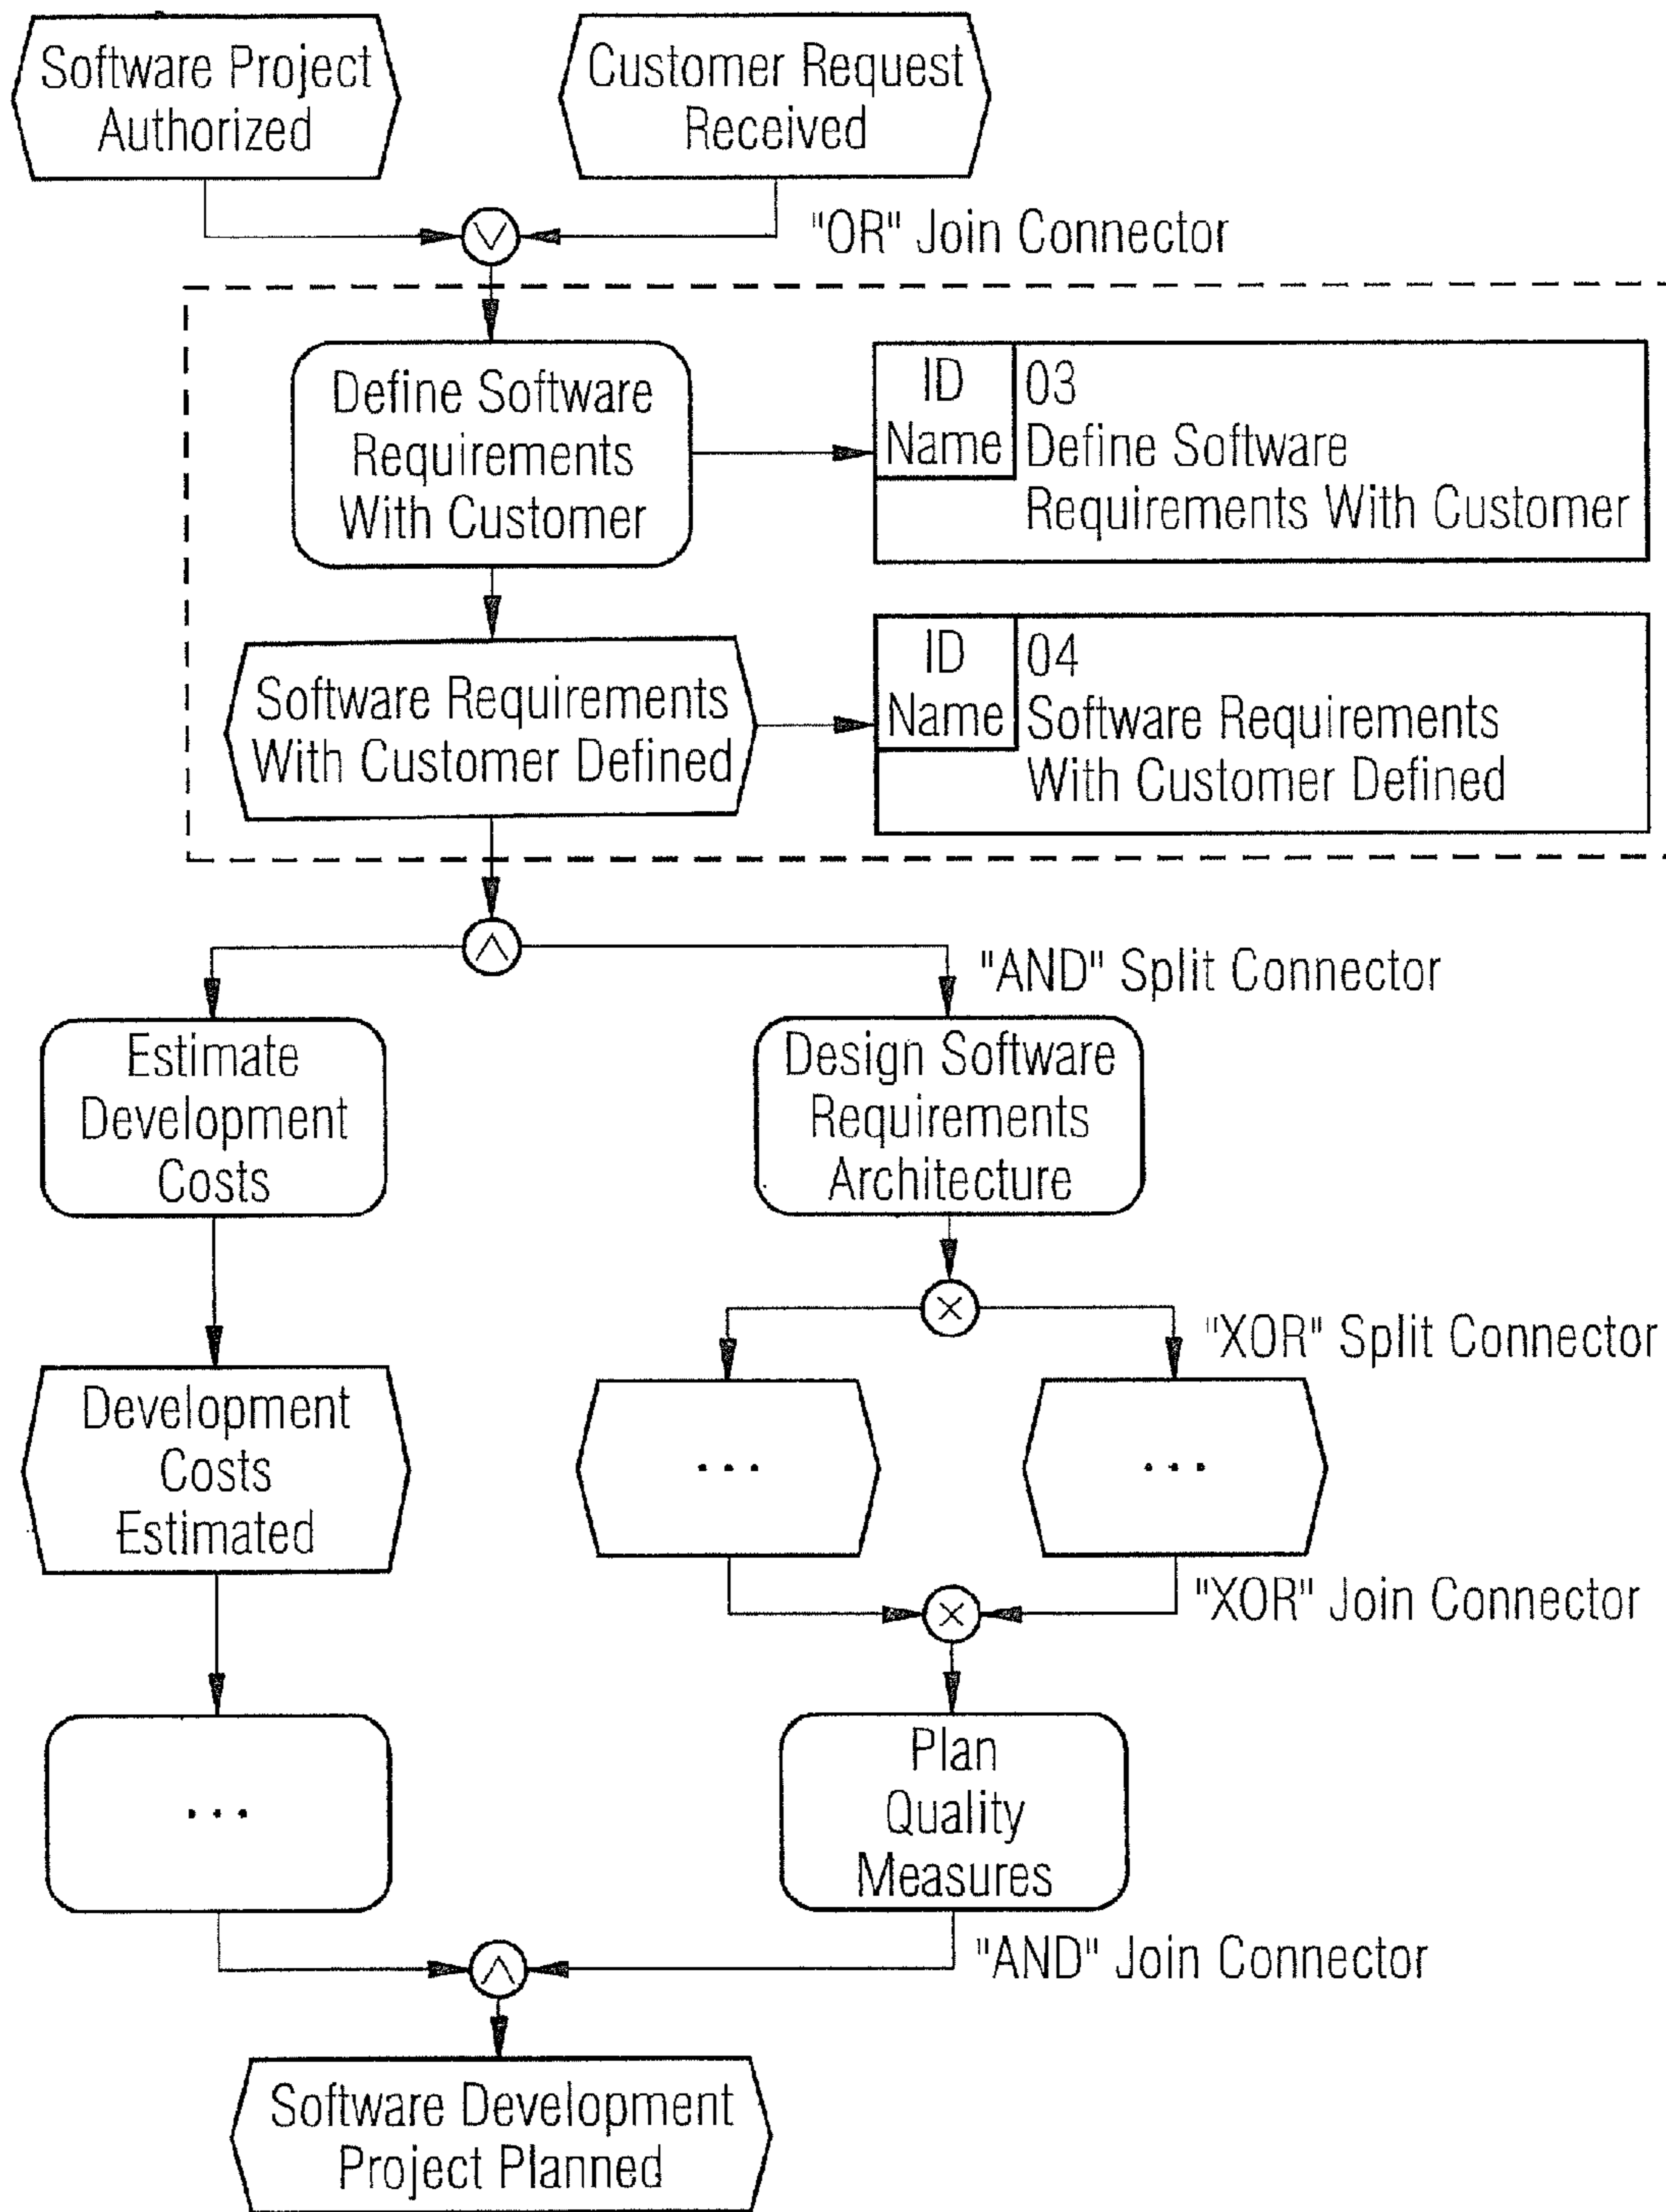 Software Project
Authorized
Customer Request
Received
"OR" Join Connector
Define Software
Requirements
With Customer
ID 03
Name Define Software
Requirements With Customer
Software Requirements
With Customer Defined
ID 04
Name Software Requirements
With Customer Defined
"AND" Split Connector
Estimate
Development
Costs
Design Software
Requirements
Architecture
"XOR" Split Connector
Development
Costs
Estimated
...
...
"XOR" Join Connector
...
Plan
Quality
Measures
"AND" Join Connector
Software Development
Project Planned